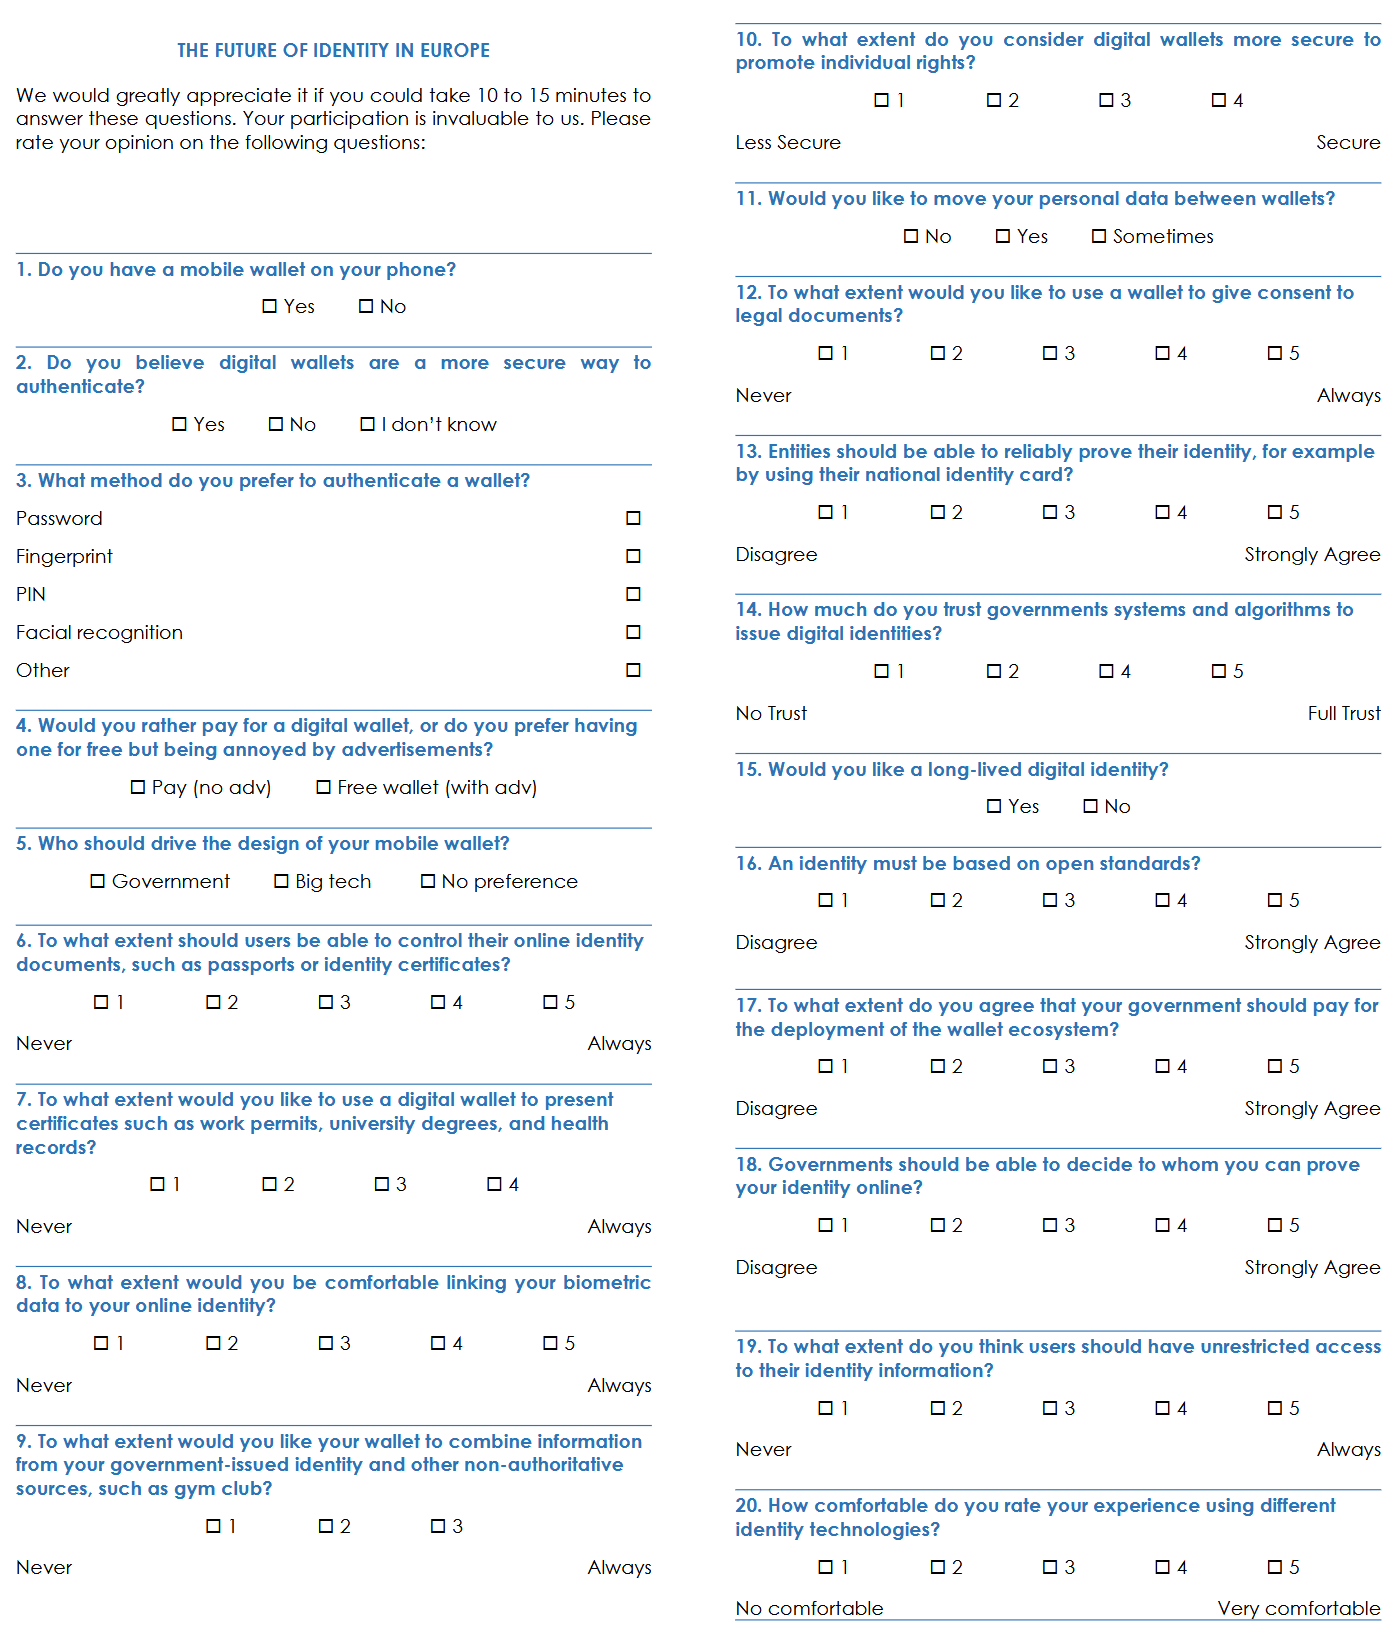 THE FUTURE OF IDENTITY IN EUROPE
We would greatly appreciate it if you could take 10 to 15 minutes to
answer these questions. Your participation is invaluable to us. Please
rate your opinion on the following questions:
1. Do you have a mobile wallet on your phone?
☐ Yes ☐ No
2. Do you believe digital wallets are a more secure way to
authenticate?
☐ Yes ☐ No ☐ I don't know
3. What method do you prefer to authenticate a wallet?
Password ☐
Fingerprint ☐
PIN ☐
Facial recognition ☐
Other ☐
4. Would you rather pay for a digital wallet, or do you prefer having
one for free but being annoyed by advertisements?
☐ Pay (no adv) ☐ Free wallet (with adv)
5. Who should drive the design of your mobile wallet?
☐ Government ☐ Big tech ☐ No preference
6. To what extent should users be able to control their online identity
documents, such as passports or identity certificates?
☐ 1 ☐ 2 ☐ 3 ☐ 4 ☐ 5
Never Always
7. To what extent would you like to use a digital wallet to present
certificates such as work permits, university degrees, and health
records?
☐ 1 ☐ 2 ☐ 3 ☐ 4
Never Always
8. To what extent would you be comfortable linking your biometric
data to your online identity?
☐ 1 ☐ 2 ☐ 3 ☐ 4 ☐ 5
Never Always
9. To what extent would you like your wallet to combine information
from your government-issued identity and other non-authoritative
sources, such as gym club?
☐ 1 ☐ 2 ☐ 3
Never Always
10. To what extent do you consider digital wallets more secure to
promote individual rights?
☐ 1 ☐ 2 ☐ 3 ☐ 4
Less Secure Secure
11. Would you like to move your personal data between wallets?
☐ No ☐ Yes ☐ Sometimes
12. To what extent would you like to use a wallet to give consent to
legal documents?
☐ 1 ☐ 2 ☐ 3 ☐ 4 ☐ 5
Never Always
13. Entities should be able to reliably prove their identity, for example
by using their national identity card?
☐ 1 ☐ 2 ☐ 3 ☐ 4 ☐ 5
Disagree Strongly Agree
14. How much do you trust governments systems and algorithms to
issue digital identities?
☐ 1 ☐ 2 ☐ 4 ☐ 5
No Trust Full Trust
15. Would you like a long-lived digital identity?
☐ Yes ☐ No
16. An identity must be based on open standards?
☐ 1 ☐ 2 ☐ 3 ☐ 4 ☐ 5
Disagree Strongly Agree
17. To what extent do you agree that your government should pay for
the deployment of the wallet ecosystem?
☐ 1 ☐ 2 ☐ 3 ☐ 4 ☐ 5
Disagree Strongly Agree
18. Governments should be able to decide to whom you can prove
your identity online?
☐ 1 ☐ 2 ☐ 3 ☐ 4 ☐ 5
Disagree Strongly Agree
19. To what extent do you think users should have unrestricted access
to their identity information?
☐ 1 ☐ 2 ☐ 3 ☐ 4 ☐ 5
Never Always
20. How comfortable do you rate your experience using different
identity technologies?
☐ 1 ☐ 2 ☐ 3 ☐ 4 ☐ 5
No comfortable Very comfortable